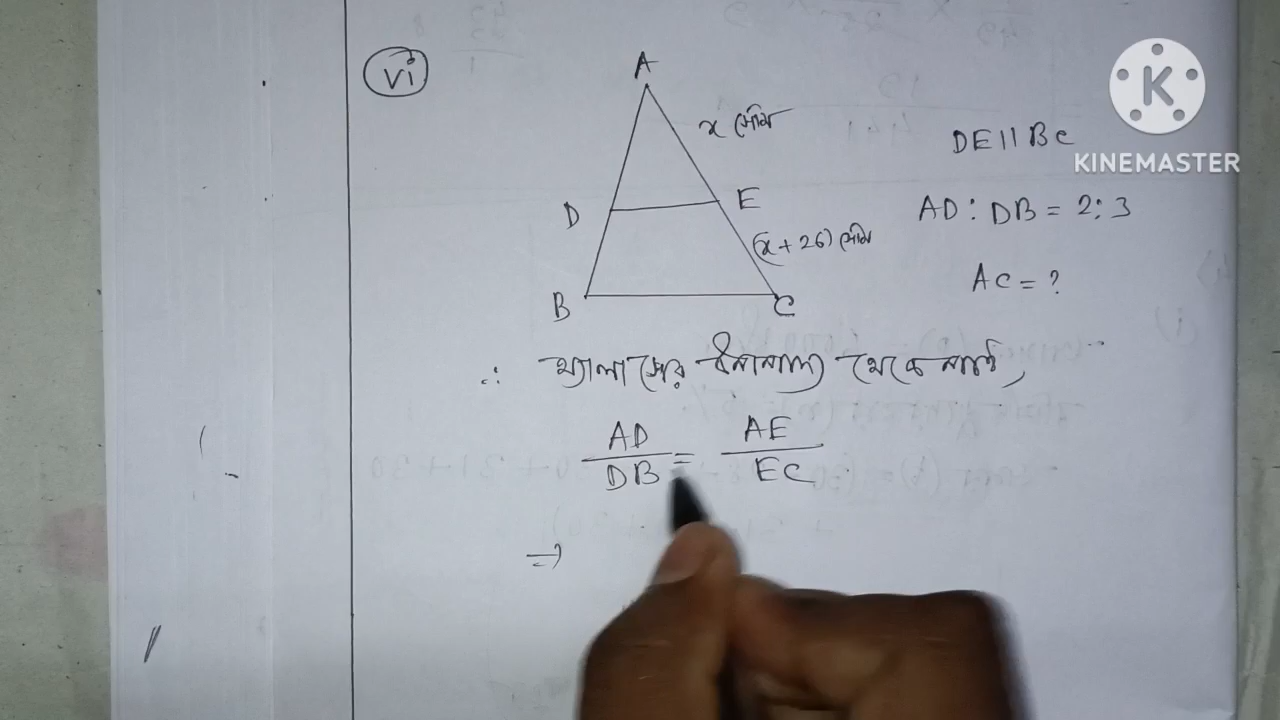 vi
A
x সেমি
DE || BC
KINEMASTER
D
E
AD : DB = 2 : 3
(x + 26) সেমি
AC = ?
B
C
∴ থ্যালাসের উপপাদ্য থেকে পাই,
AD/DB = AE/EC
⇒